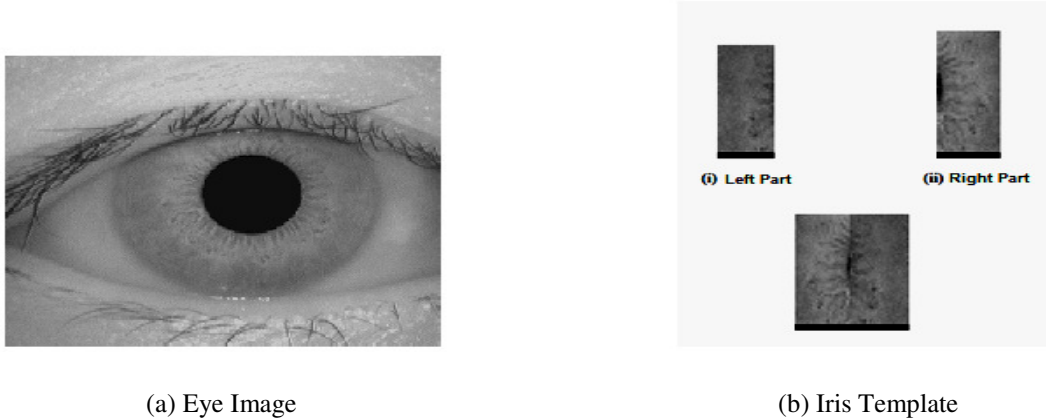 (i) Left Part
(ii) Right Part
(a) Eye Image
(b) Iris Template